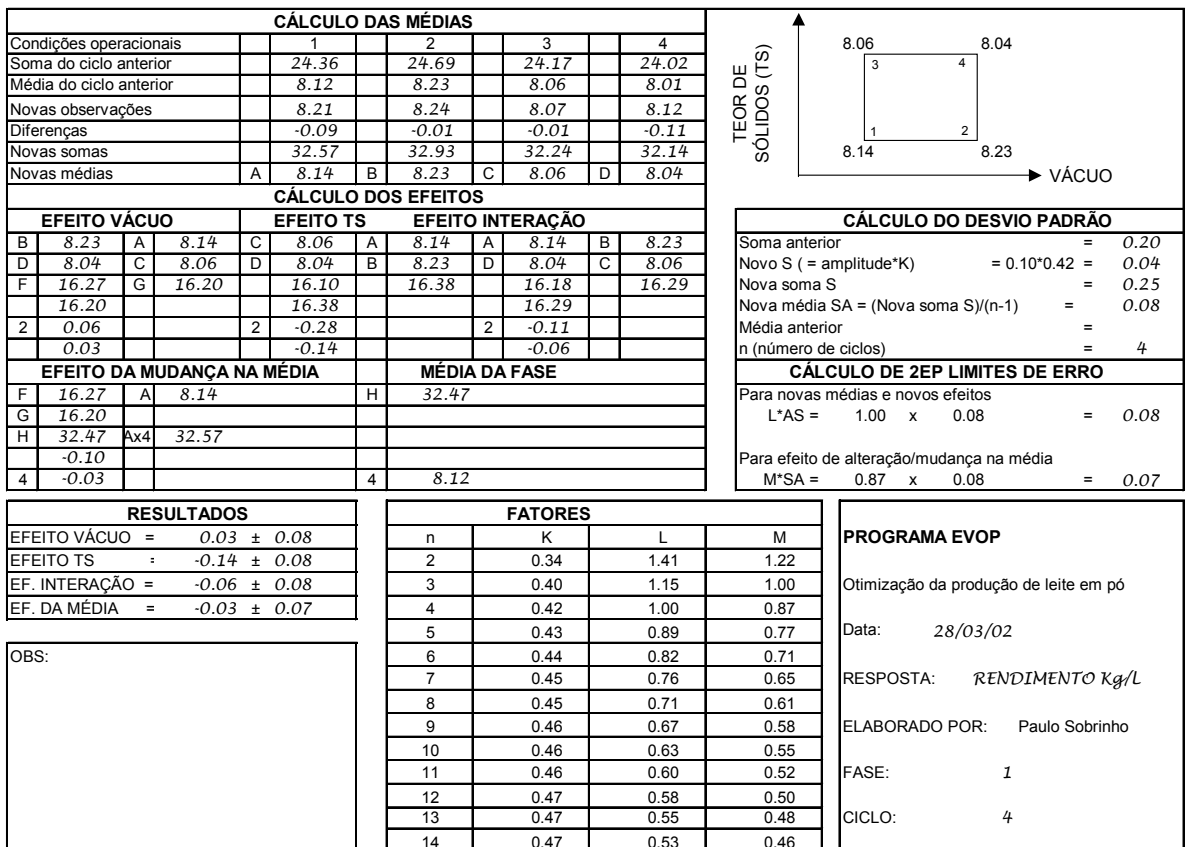 CÁLCULO DAS MÉDIAS
Condições operacionais 1 2 3 4
Soma do ciclo anterior 24.36 24.69 24.17 24.02
Média do ciclo anterior 8.12 8.23 8.06 8.01
Novas observações 8.21 8.24 8.07 8.12
Diferenças -0.09 -0.01 -0.01 -0.11
Novas somas 32.57 32.93 32.24 32.14
Novas médias A 8.14 B 8.23 C 8.06 D 8.04
TEOR DE
SÓLIDOS (TS)
8.06 8.04
3 4
1 2
8.14 8.23
VÁCUO
CÁLCULO DOS EFEITOS
EFEITO VÁCUO EFEITO TS EFEITO INTERAÇÃO
B 8.23 A 8.14 C 8.06 A 8.14 A 8.14 B 8.23
D 8.04 C 8.06 D 8.04 B 8.23 D 8.04 C 8.06
F 16.27 G 16.20 16.10 16.38 16.18 16.29
16.20 16.38 16.29
2 0.06 2 -0.28 2 -0.11
0.03 -0.14 -0.06
EFEITO DA MUDANÇA NA MÉDIA MÉDIA DA FASE
F 16.27 A 8.14 H 32.47
G 16.20
H 32.47 Ax4 32.57
-0.10
4 -0.03 4 8.12
CÁLCULO DO DESVIO PADRÃO
Soma anterior = 0.20
Novo S ( = amplitude*K) = 0.10*0.42 = 0.04
Nova soma S = 0.25
Nova média SA = (Nova soma S)/(n-1) = 0.08
Média anterior =
n (número de ciclos) = 4
CÁLCULO DE 2EP LIMITES DE ERRO
Para novas médias e novos efeitos
L*AS = 1.00 x 0.08 = 0.08
Para efeito de alteração/mudança na média
M*SA = 0.87 x 0.08 = 0.07
RESULTADOS
EFEITO VÁCUO = 0.03 ± 0.08
EFEITO TS = -0.14 ± 0.08
EF. INTERAÇÃO = -0.06 ± 0.08
EF. DA MÉDIA = -0.03 ± 0.07
OBS:
FATORES
n K L M
2 0.34 1.41 1.22
3 0.40 1.15 1.00
4 0.42 1.00 0.87
5 0.43 0.89 0.77
6 0.44 0.82 0.71
7 0.45 0.76 0.65
8 0.45 0.71 0.61
9 0.46 0.67 0.58
10 0.46 0.63 0.55
11 0.46 0.60 0.52
12 0.47 0.58 0.50
13 0.47 0.55 0.48
14 0.47 0.53 0.46
PROGRAMA EVOP
Otimização da produção de leite em pó
Data: 28/03/02
RESPOSTA: RENDIMENTO Kg/L
ELABORADO POR: Paulo Sobrinho
FASE: 1
CICLO: 4